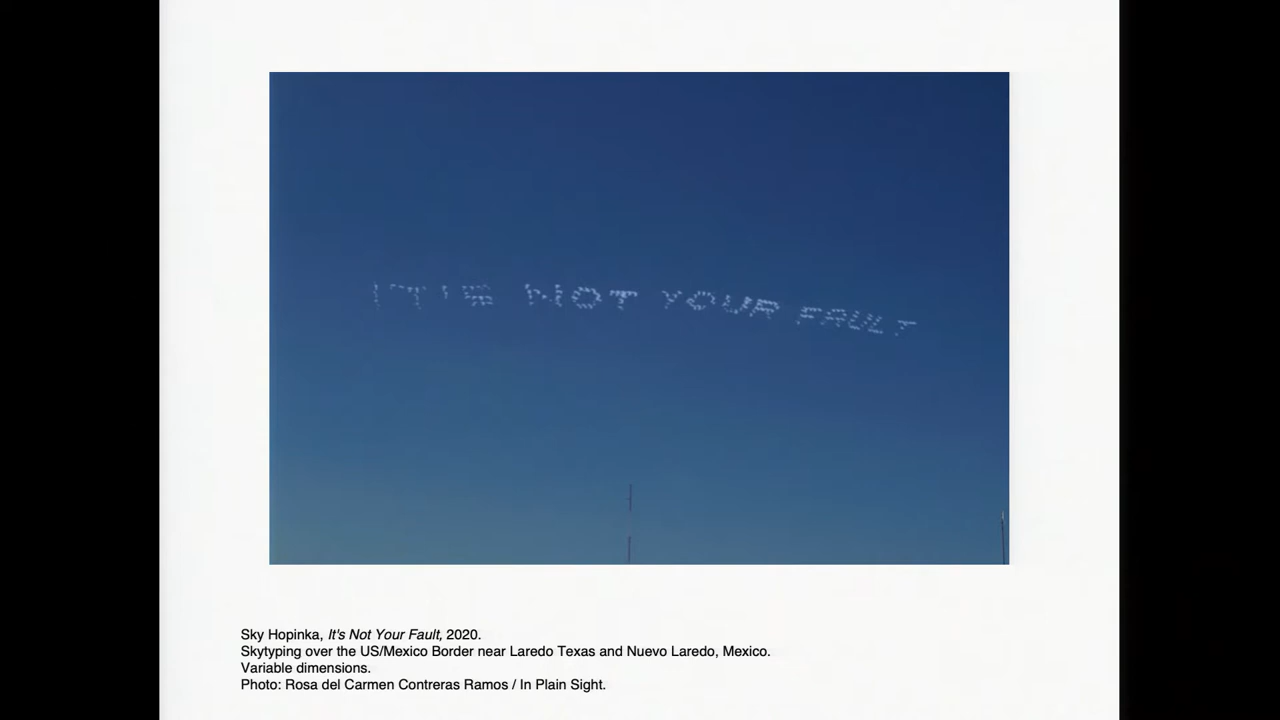 IT'S NOT YOUR FAULT
Sky Hopinka, It's Not Your Fault, 2020.
Skytyping over the US/Mexico Border near Laredo Texas and Nuevo Laredo, Mexico.
Variable dimensions.
Photo: Rosa del Carmen Contreras Ramos / In Plain Sight.